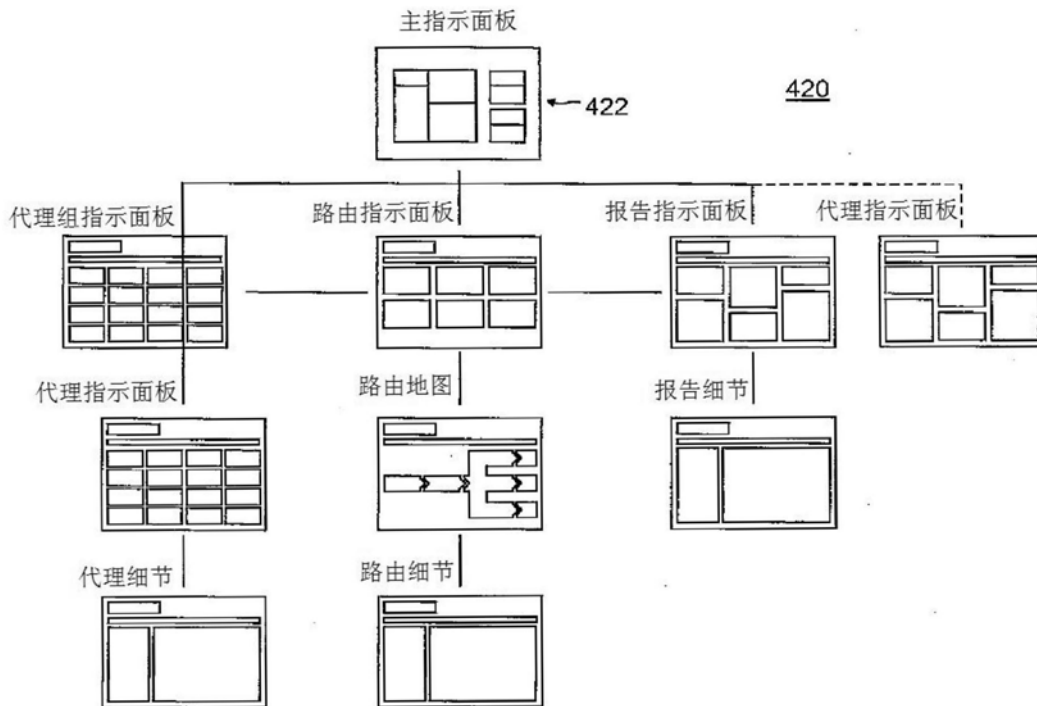 主指示面板
420
422
代理组指示面板
路由指示面板
报告指示面板
代理指示面板
代理指示面板
路由地图
报告细节
代理细节
路由细节